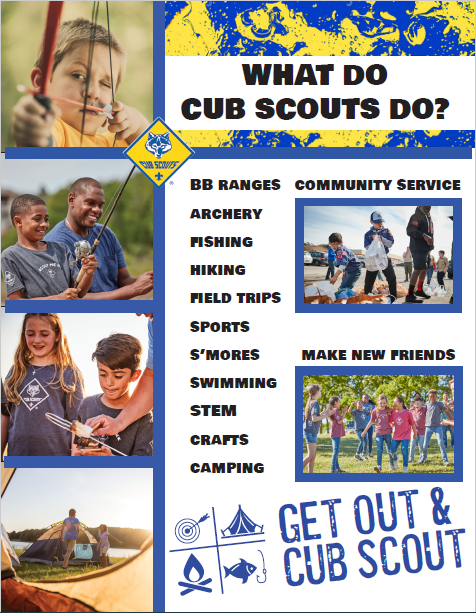 WHAT DO
CUB SCOUTS DO?
CUB SCOUTS
®
BB RANGES
ARCHERY
FISHING
HIKING
FIELD TRIPS
SPORTS
S'MORES
SWIMMING
STEM
CRAFTS
CAMPING
COMMUNITY SERVICE
MAKE NEW FRIENDS
GET OUT &
CUB SCOUT